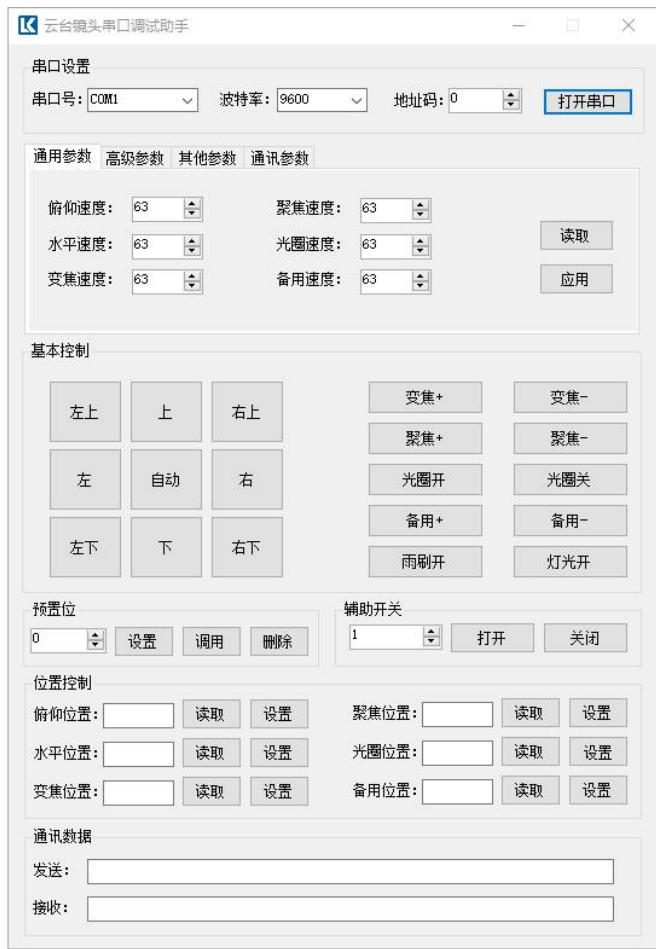 云台镜头串口调试助手
串口设置
串口号: COM1 波特率: 9600 地址码: 0 打开串口
通用参数 高级参数 其他参数 通讯参数
俯仰速度: 63 聚焦速度: 63
水平速度: 63 光圈速度: 63 读取
变焦速度: 63 备用速度: 63 应用
基本控制
左上 上 右上 变焦+ 变焦-
聚焦+ 聚焦-
左 自动 右 光圈开 光圈关
备用+ 备用-
左下 下 右下 雨刷开 灯光开
预置位 辅助开关
0 设置 调用 删除 1 打开 关闭
位置控制
俯仰位置: 读取 设置 聚焦位置: 读取 设置
水平位置: 读取 设置 光圈位置: 读取 设置
变焦位置: 读取 设置 备用位置: 读取 设置
通讯数据
发送:
接收: